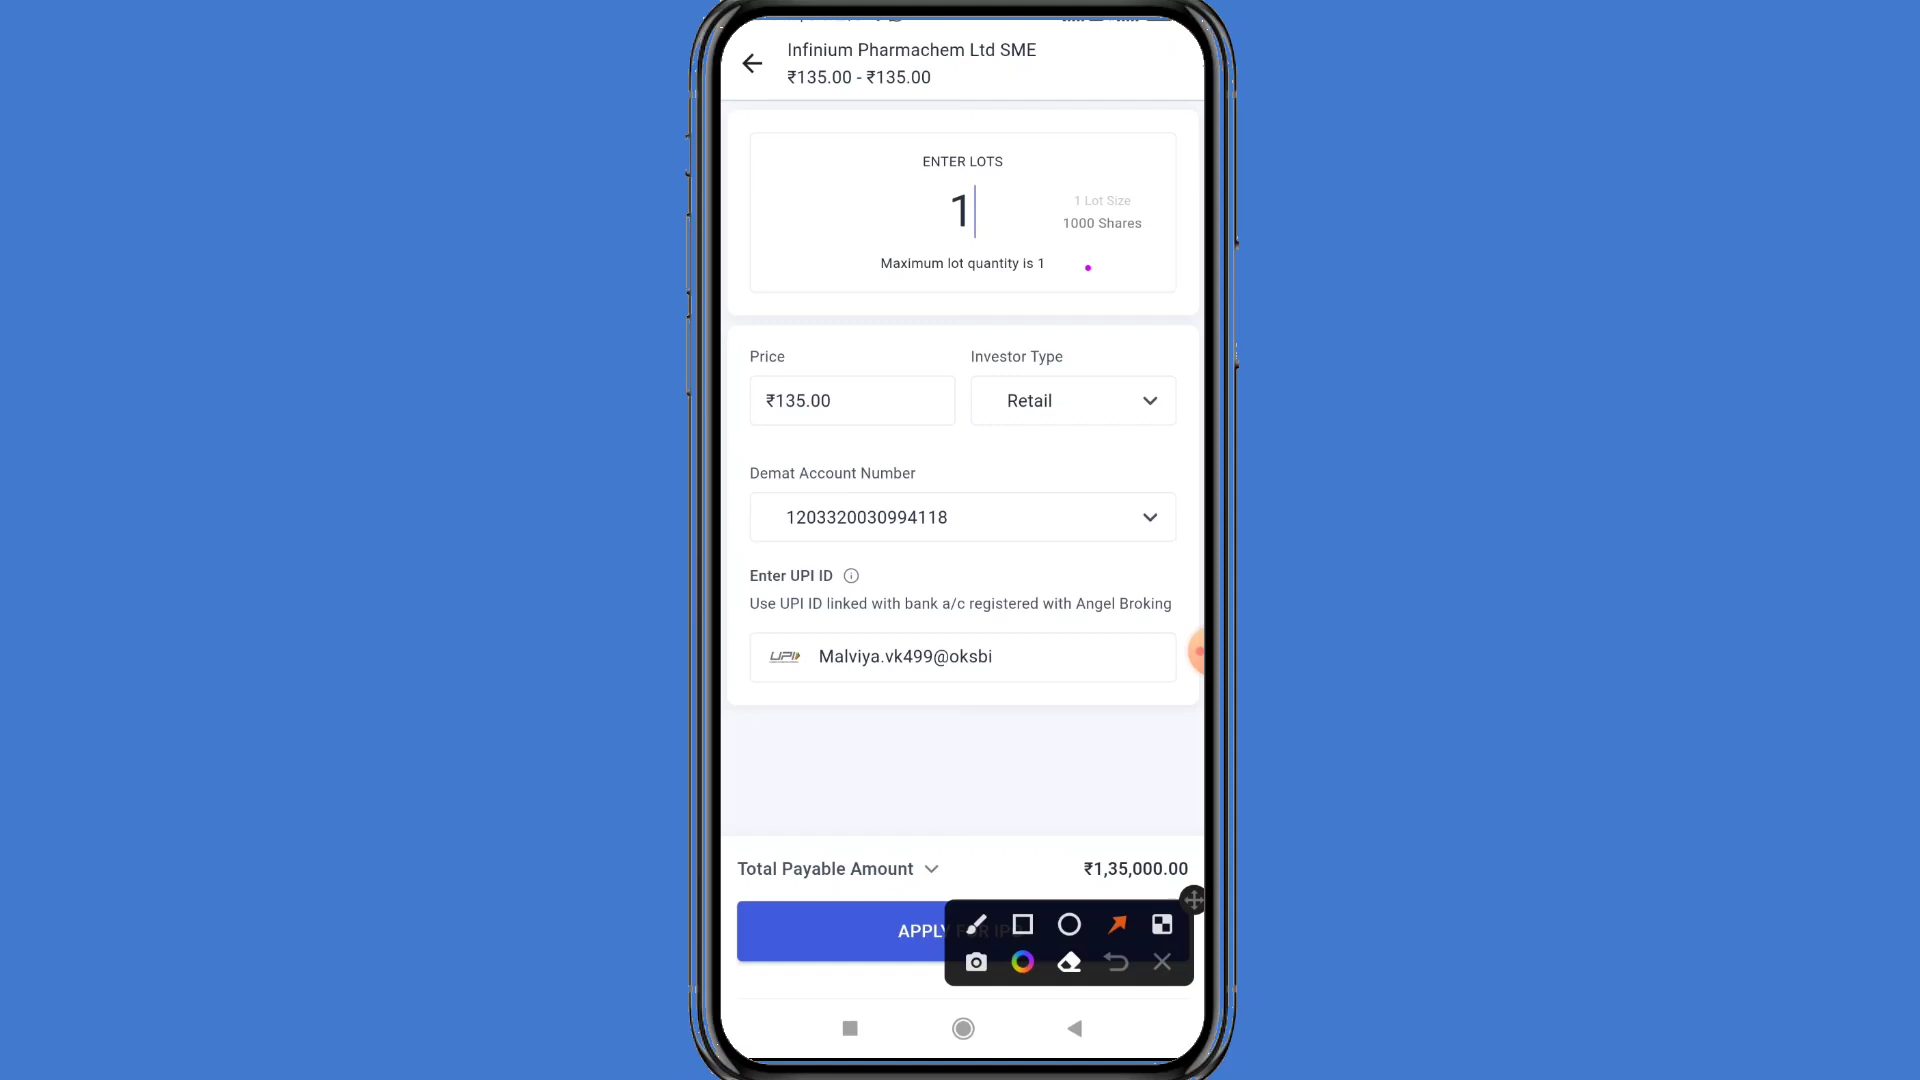 Infinium Pharmachem Ltd SME
₹135.00 - ₹135.00
ENTER LOTS
1
1 Lot Size
1000 Shares
Maximum lot quantity is 1
Price
Investor Type
₹135.00
Retail
Demat Account Number
1203320030994118
Enter UPI ID
Use UPI ID linked with bank a/c registered with Angel Broking
UPI
Malviya.vk499@oksbi
Total Payable Amount
₹1,35,000.00
APPLY FOR IPO